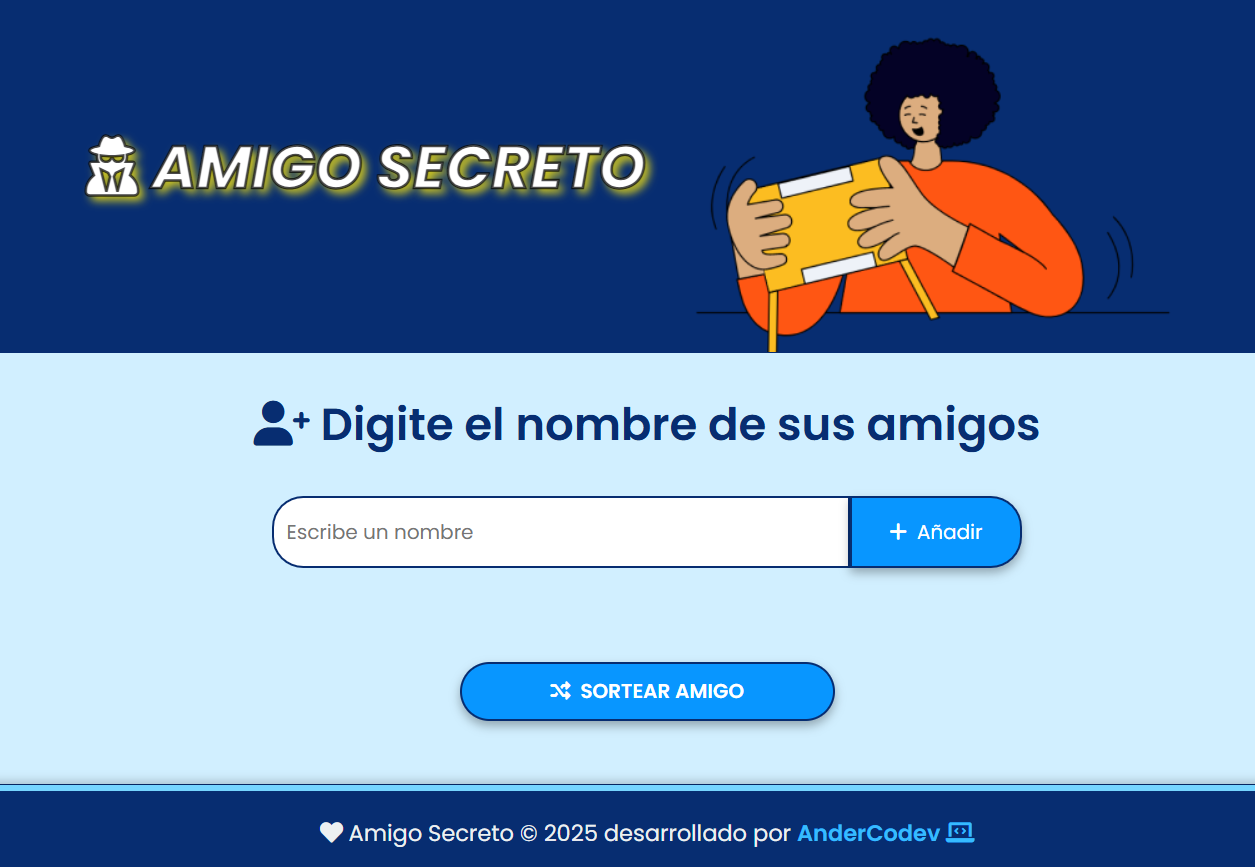 AMIGO SECRETO
Digite el nombre de sus amigos
Escribe un nombre
Añadir
SORTEAR AMIGO
Amigo Secreto © 2025 desarrollado por AnderCodev